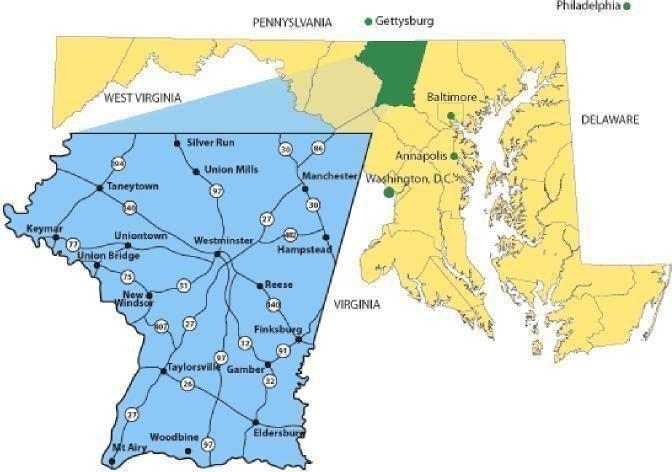 Philadelphia
PENNYSLVANIA
Gettysburg
WEST VIRGINIA
Baltimore
DELAWARE
Annapolis
Washington, D.C.
VIRGINIA
Silver Run
30
86
194
Union Mills
Manchester
Taneytown
97
30
140
27
Keymar
482
77
Uniontown
Westminster
Hampstead
Union Bridge
75
31
Reese
New
Windsor
140
807
27
Finksburg
32
91
97
Taylorsville
Gamber
26
32
27
Eldersburg
Woodbine
97
Mt Airy